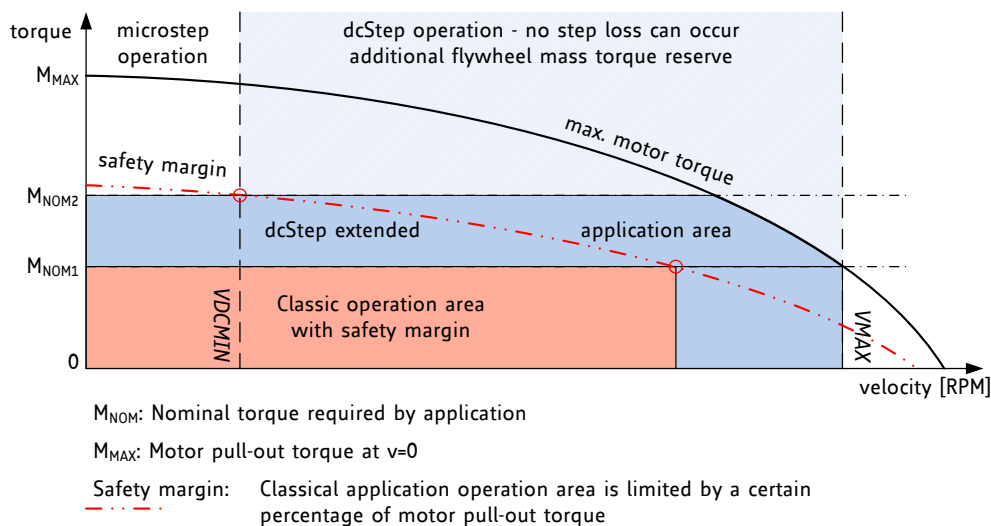 torque
microstep
operation
dcStep operation - no step loss can occur
additional flywheel mass torque reserve
MMAX
max. motor torque
safety margin
MNOM2
dcStep extended
application area
MNOM1
Classic operation area
with safety margin
VDCMIN
VMAX
0
velocity [RPM]
MNOM: Nominal torque required by application
MMAX: Motor pull-out torque at v=0
Safety margin: Classical application operation area is limited by a certain
percentage of motor pull-out torque